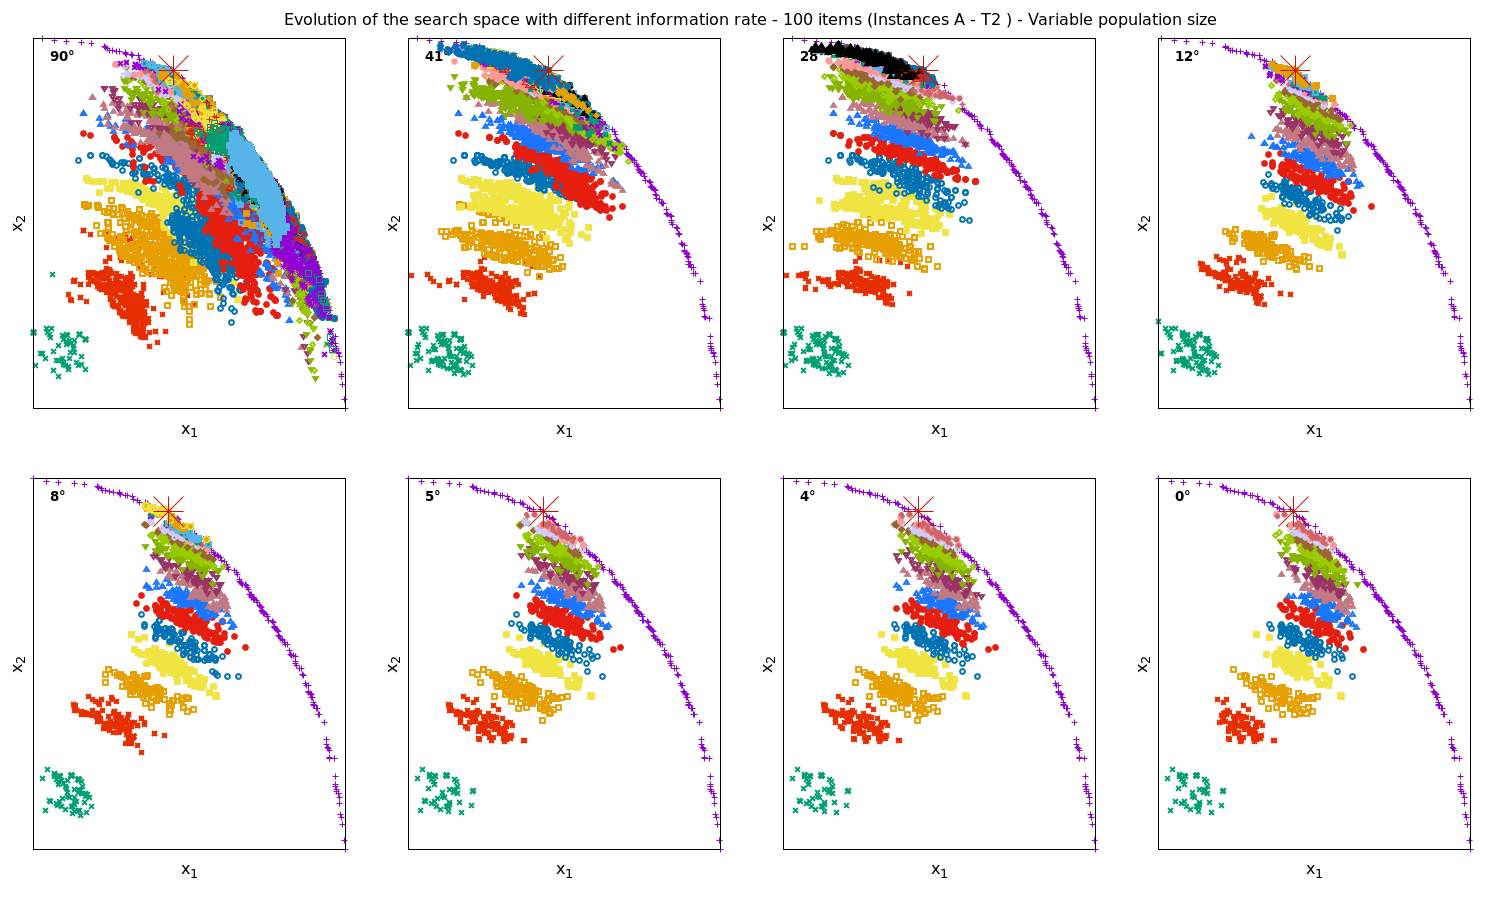 Evolution of the search space with different information rate - 100 items (Instances A - T2 ) - Variable population size
90°
41
28°
12°
x2
x2
x2
x2
x1
x1
x1
x1
8°
5°
4°
0°
x2
x2
x2
x2
x1
x1
x1
x1